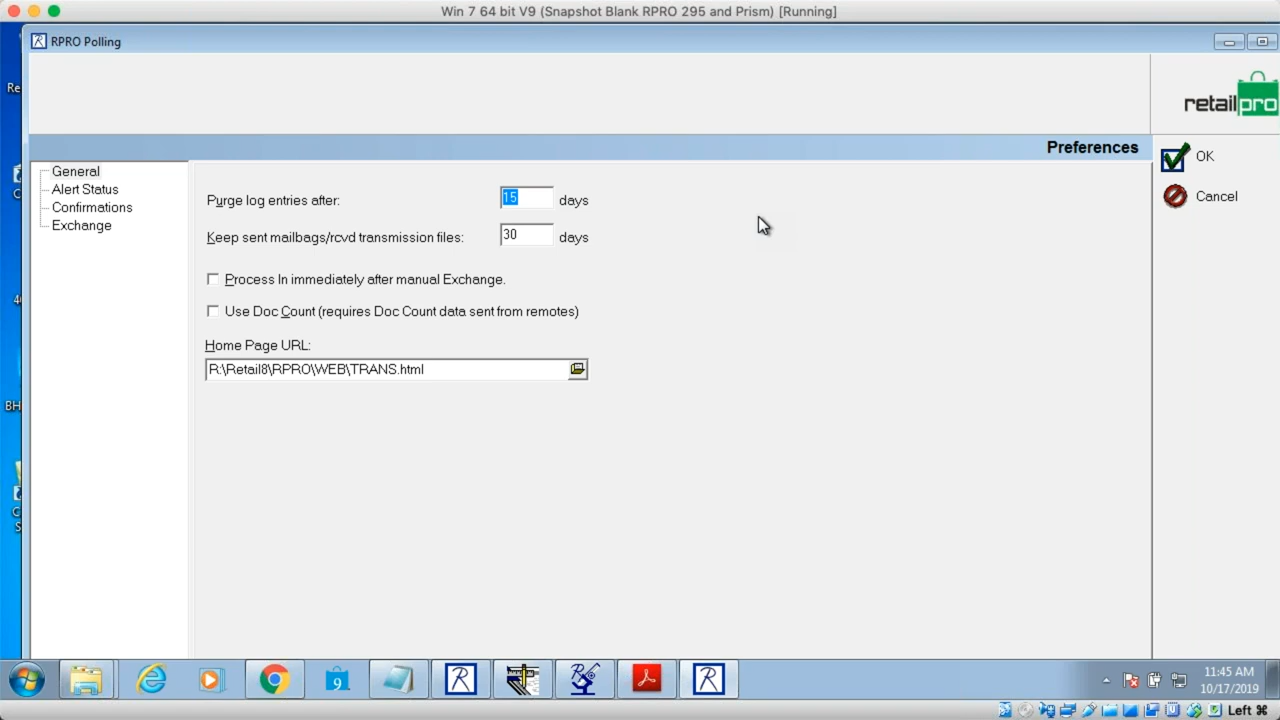 Win 7 64 bit V9 (Snapshot Blank RPRO 295 and Prism) [Running]
RPRO Polling
Re
retailpro
Preferences
General
Alert Status
Confirmations
Exchange
Purge log entries after:
15
days
Keep sent mailbags/rcvd transmission files:
30
days
Process In immediately after manual Exchange.
Use Doc Count (requires Doc Count data sent from remotes)
Home Page URL:
R:\Retail8\RPRO\WEB\TRANS.html
OK
Cancel
BH
9
11:45 AM
10/17/2019
Left ⌘